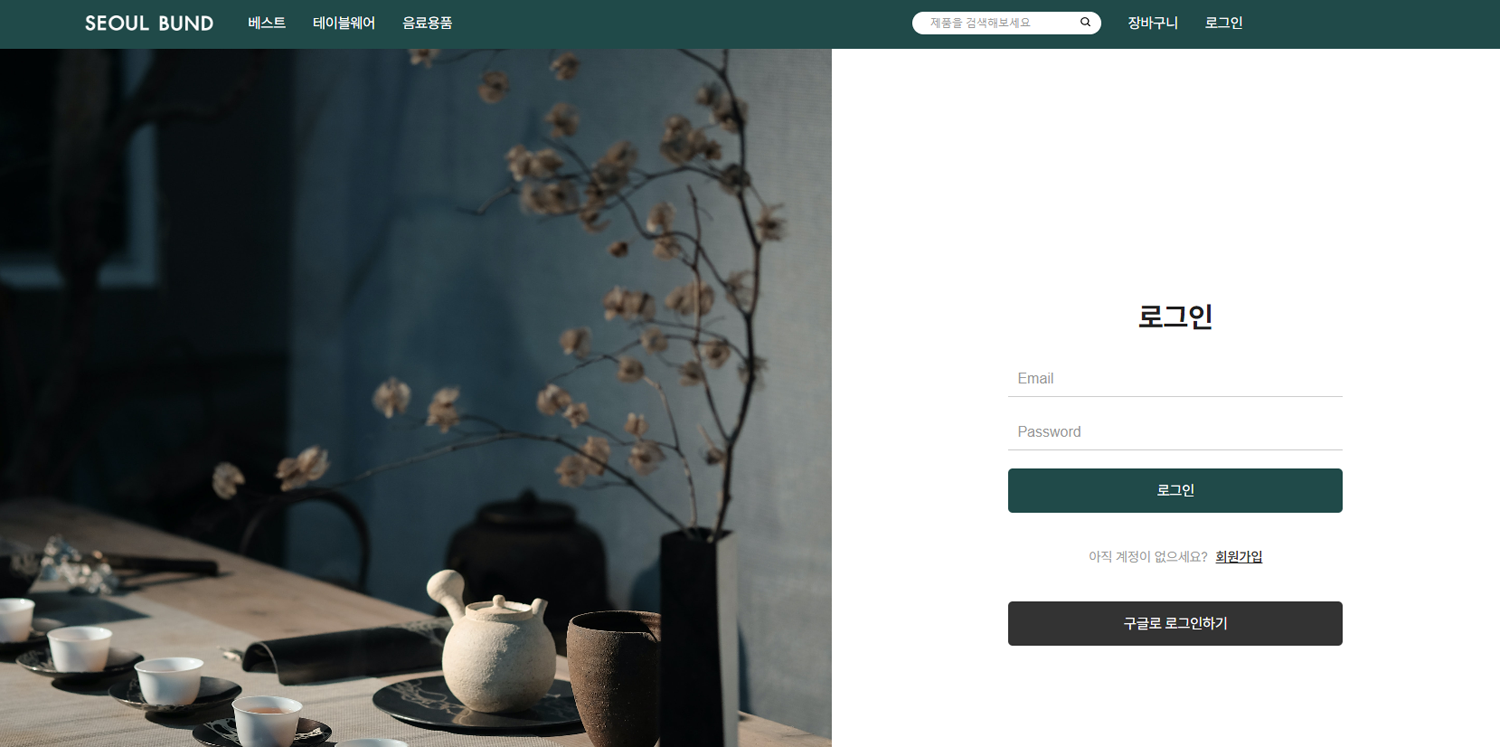 SEOUL BUND 베스트 테이블웨어 음료용품 제품을 검색해보세요 장바구니 로그인
로그인
Email
Password
로그인
아직 계정이 없으세요? 회원가입
구글로 로그인하기